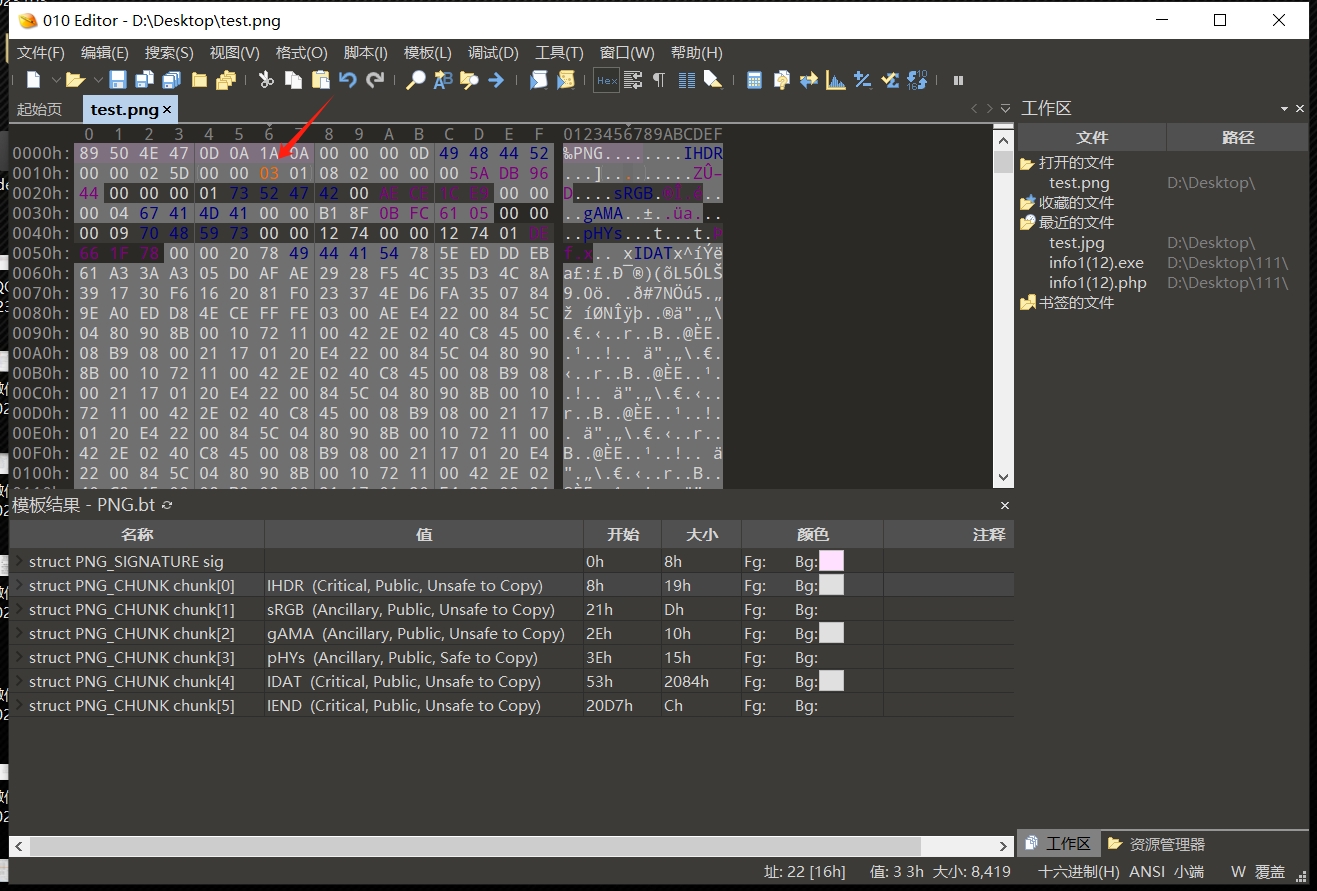 010 Editor - D:\Desktop\test.png
文件(F) 编辑(E) 搜索(S) 视图(V) 格式(O) 脚本(I) 模板(L) 调试(D) 工具(T) 窗口(W) 帮助(H)
起始页 test.png × 工作区
0 1 2 3 4 5 6 7 8 9 A B C D E F 0123456789ABCDEF
0000h: 89 50 4E 47 0D 0A 1A 0A 00 00 00 0D 49 48 44 52 ‰PNG........IHDR
0010h: 00 00 02 5D 00 00 00 03 01 08 02 00 00 00 5A DB 96
0020h: 44 00 00 00 01 73 52 47 42 00 AE CE 1C E9 00 00
0030h: 00 04 67 41 4D 41 00 00 B1 8F 0B FC 61 05 00 00 ..gAMA..±..üa...
0040h: 00 09 70 48 59 73 00 00 12 74 00 00 12 74 01 DE ..pHYs...t...t.Þ
0050h: 66 1F 78 00 00 20 78 49 44 41 54 78 5E ED DD EB f.x.. xIDATx^íÝë
0060h: 61 A3 3A A3 05 D0 AF AE 29 28 F5 4C 35 D3 4C 8A a£:£.Ð¯®)(õL5ÓLŠ
0070h: 39 17 30 F6 16 20 81 F0 23 37 4E D6 FA 35 07 84 9.0ö. .ð#7NÖú5.„
0080h: 9E A0 ED D8 4E CE FF FE 03 00 AE E4 22 00 84 5C ž íØNÎÿþ..®ä".„\
0090h: 04 80 90 8B 00 10 72 11 00 42 2E 02 40 C8 45 00 .€.‹..r..B..@ÈE.
00A0h: 08 B9 08 00 21 17 01 20 E4 22 00 84 5C 04 80 90 .¹..!.. ä".„\.€.
00B0h: 8B 00 10 72 11 00 42 2E 02 40 C8 45 00 08 B9 08 ‹..r..B..@ÈE..¹.
00C0h: 00 21 17 01 20 E4 22 00 84 5C 04 80 90 8B 00 10 .!.. ä".„\.€.‹..
00D0h: 72 11 00 42 2E 02 40 C8 45 00 08 B9 08 00 21 17 r..B..@ÈE..¹..!.
00E0h: 01 20 E4 22 00 84 5C 04 80 90 8B 00 10 72 11 00 . ä".„\.€.‹..r..
00F0h: 42 2E 02 40 C8 45 00 08 B9 08 00 21 17 01 20 E4 B..@ÈE..¹..!.. ä
0100h: 22 00 84 5C 04 80 90 8B 00 10 72 11 00 42 2E 02 ".„\.€.‹..r..B..
文件 路径
打开的文件
test.png D:\Desktop\
收藏的文件
最近的文件
test.jpg D:\Desktop\
info1(12).exe D:\Desktop\111\
info1(12).php D:\Desktop\111\
书签的文件
模板结果 - PNG.bt
名称 值 开始 大小 颜色 注释
struct PNG_SIGNATURE sig 0h 8h Fg: Bg:
struct PNG_CHUNK chunk[0] IHDR (Critical, Public, Unsafe to Copy) 8h 19h Fg: Bg:
struct PNG_CHUNK chunk[1] sRGB (Ancillary, Public, Unsafe to Copy) 21h Dh Fg: Bg:
struct PNG_CHUNK chunk[2] gAMA (Ancillary, Public, Unsafe to Copy) 2Eh 10h Fg: Bg:
struct PNG_CHUNK chunk[3] pHYs (Ancillary, Public, Safe to Copy) 3Eh 15h Fg: Bg:
struct PNG_CHUNK chunk[4] IDAT (Critical, Public, Unsafe to Copy) 53h 2084h Fg: Bg:
struct PNG_CHUNK chunk[5] IEND (Critical, Public, Unsafe to Copy) 20D7h Ch Fg: Bg:
工作区 资源管理器
址: 22 [16h] 值: 3 3h 大小: 8,419 十六进制(H) ANSI 小端 W 覆盖